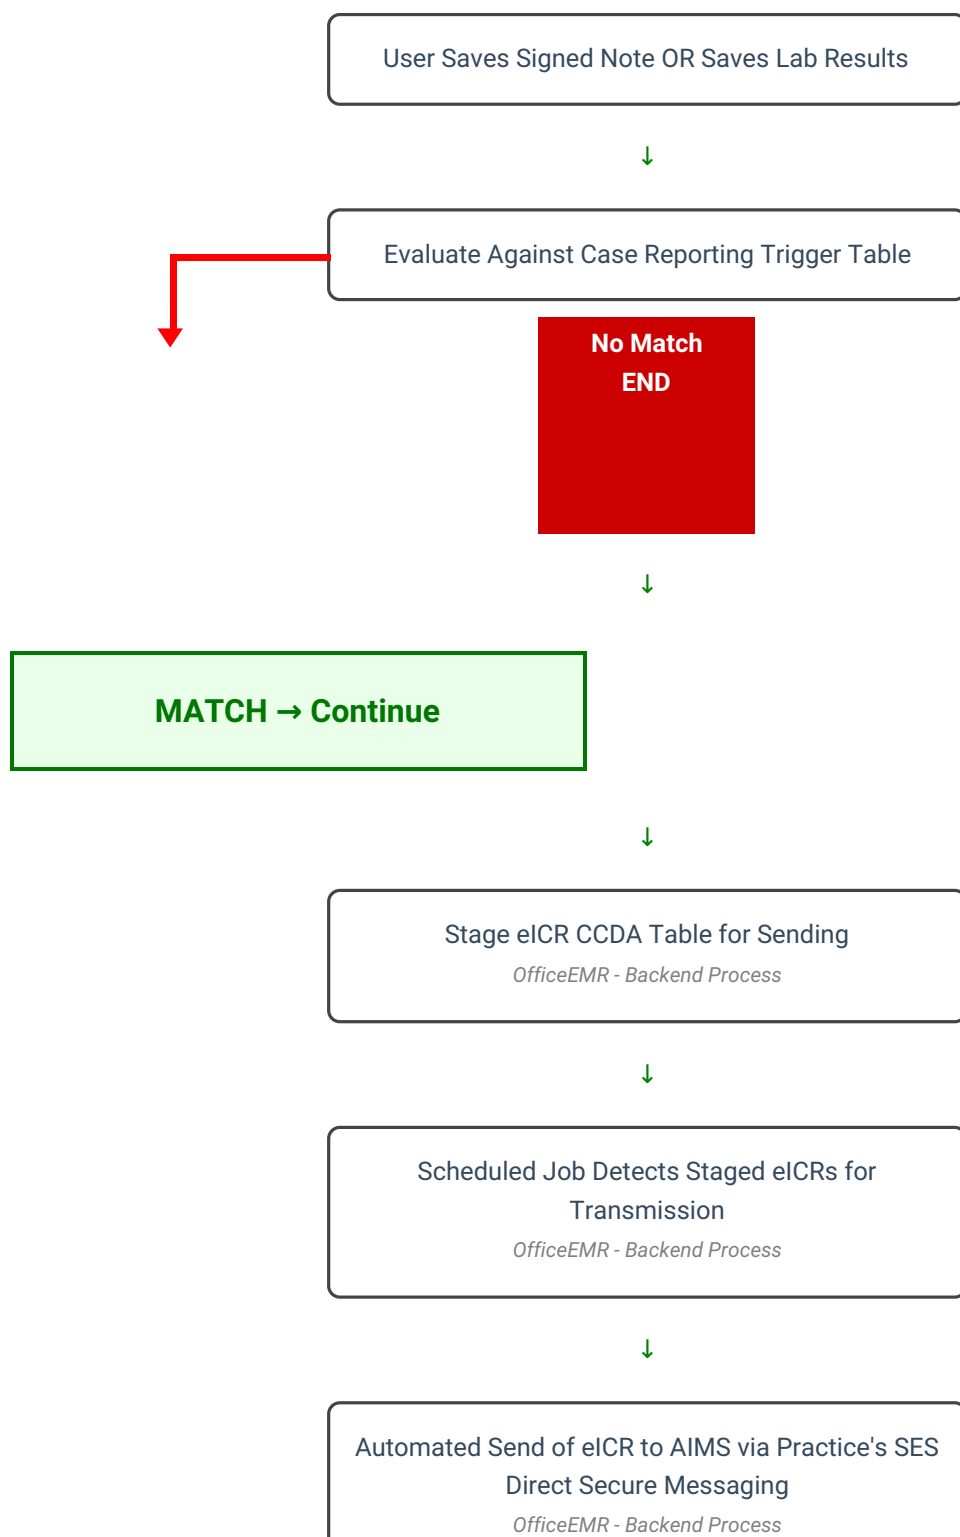 User Saves Signed Note OR Saves Lab Results
↓
Evaluate Against Case Reporting Trigger Table
No Match
END
↓
MATCH → Continue
↓
Stage eICR CCDA Table for Sending
OfficeEMR - Backend Process
↓
Scheduled Job Detects Staged eICRs for
Transmission
OfficeEMR - Backend Process
↓
Automated Send of eICR to AIMS via Practice's SES
Direct Secure Messaging
OfficeEMR - Backend Process